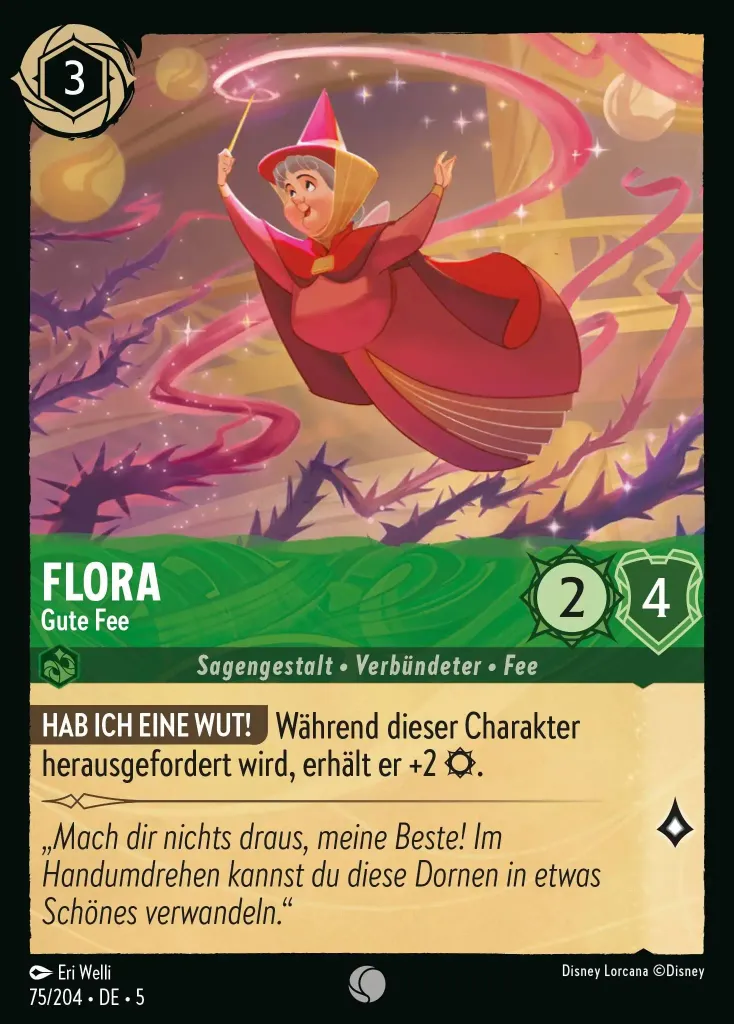 3
FLORA
Gute Fee
2
4
Sagengestalt • Verbündeter • Fee
HAB ICH EINE WUT! Während dieser Charakter
herausgefordert wird, erhält er +2 .
„Mach dir nichts draus, meine Beste! Im
Handumdrehen kannst du diese Dornen in etwas
Schönes verwandeln.“
Eri Welli
Disney Lorcana ©Disney
75/204 • DE • 5